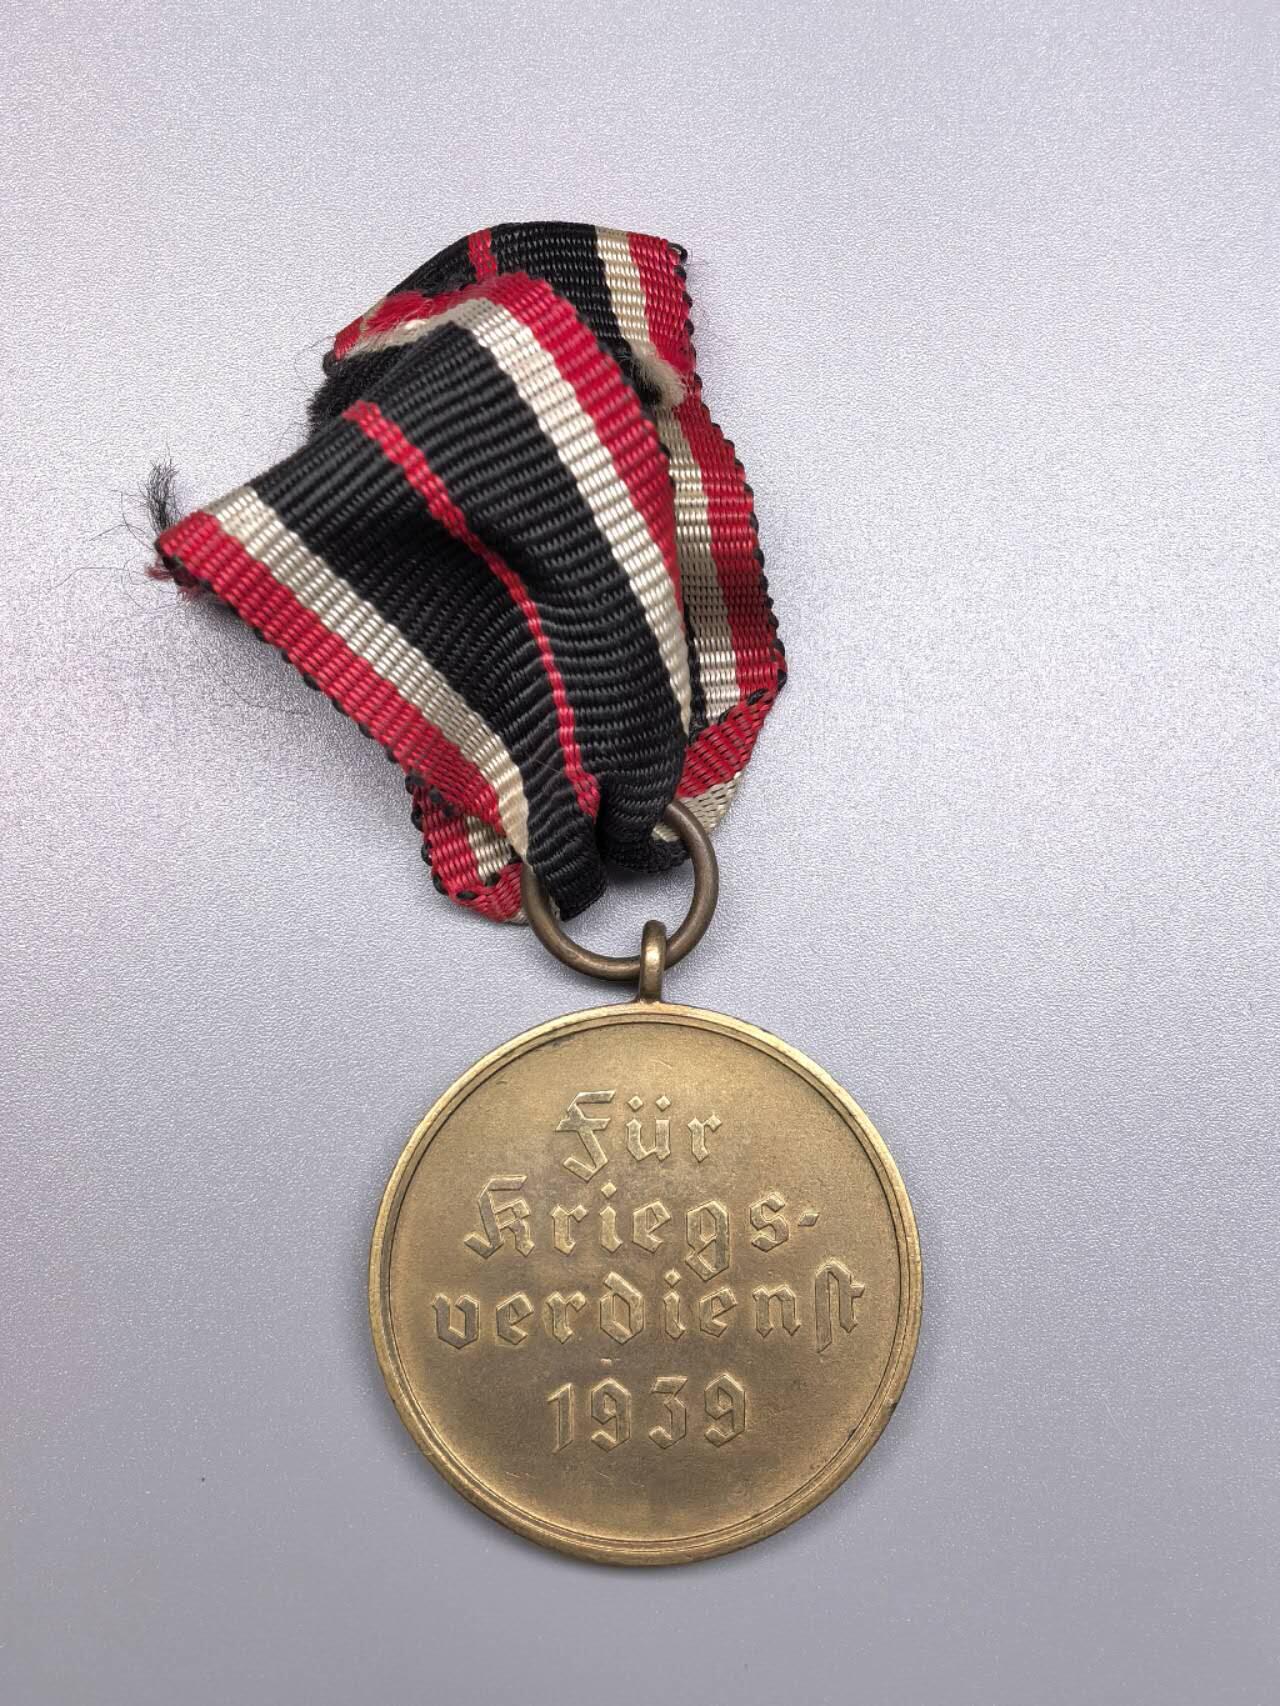 Für
Kriegs-
verdienst
1939